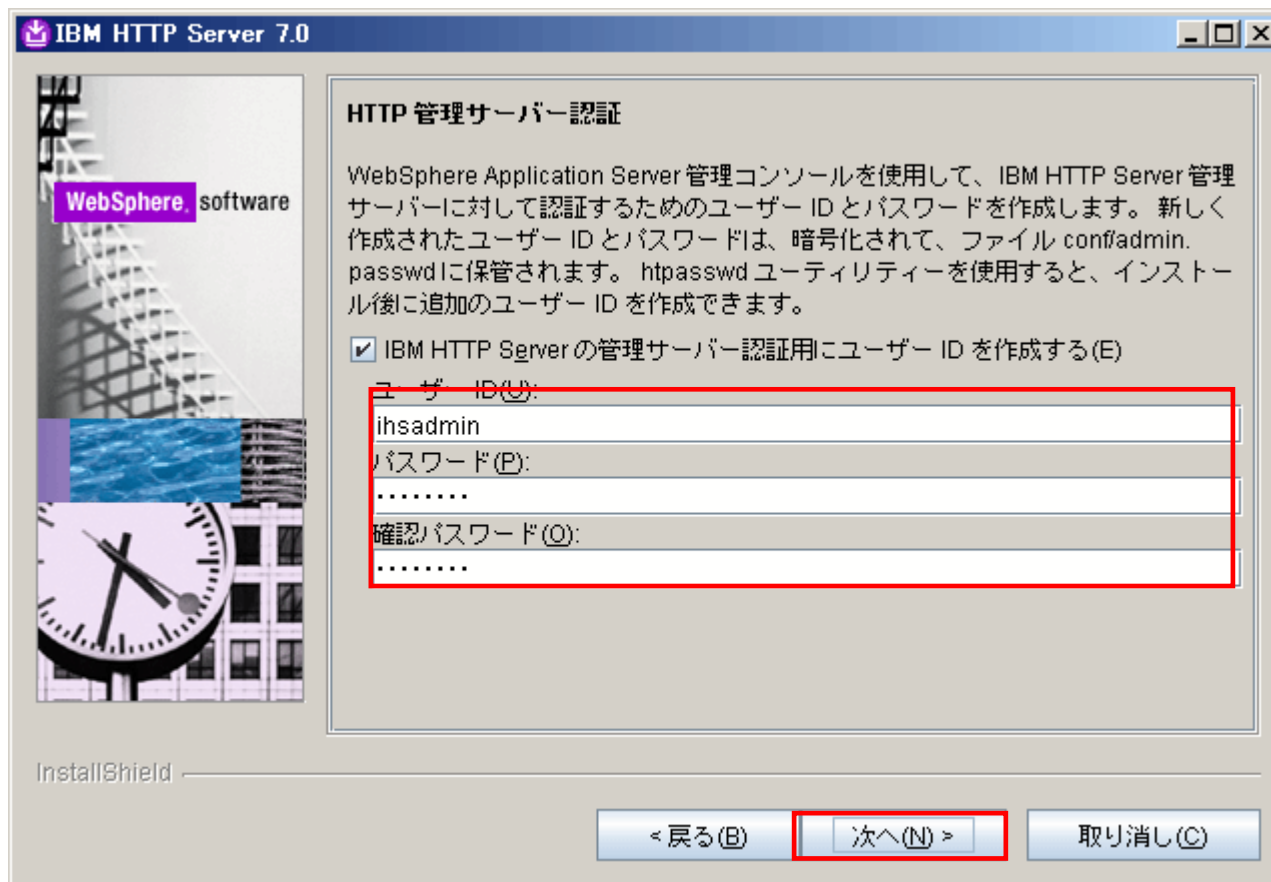 IBM HTTP Server 7.0
WebSphere. software
HTTP 管理サーバー認証
WebSphere Application Server 管理コンソールを使用して、IBM HTTP Server 管理
サーバーに対して認証するためのユーザー ID とパスワードを作成します。 新しく
作成されたユーザー ID とパスワードは、暗号化されて、ファイル conf/admin.
passwd に保管されます。 htpasswd ユーティリティーを使用すると、インストー
ル後に追加のユーザー ID を作成できます。
IBM HTTP Server の管理サーバー認証用にユーザー ID を作成する(E)
ユーザー ID(U):
ihsadmin
パスワード(P):
••••••••
確認パスワード(O):
••••••••
InstallShield
< 戻る(B)
次へ(N) >
取り消し(C)